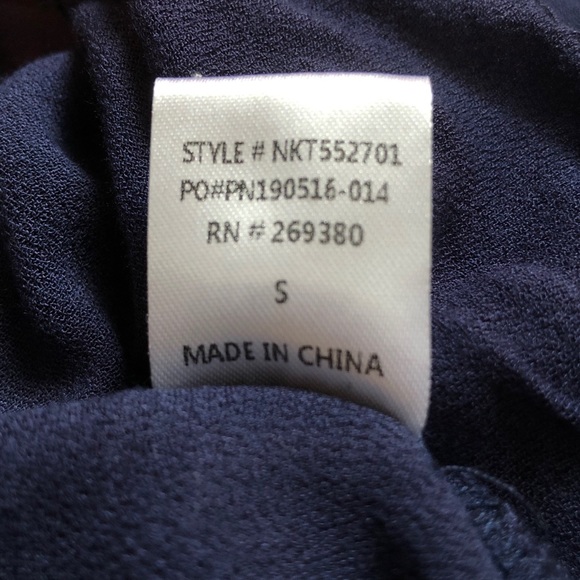 STYLE # NKT552701
PO#PN190516-014
RN # 269380
S
MADE IN CHINA